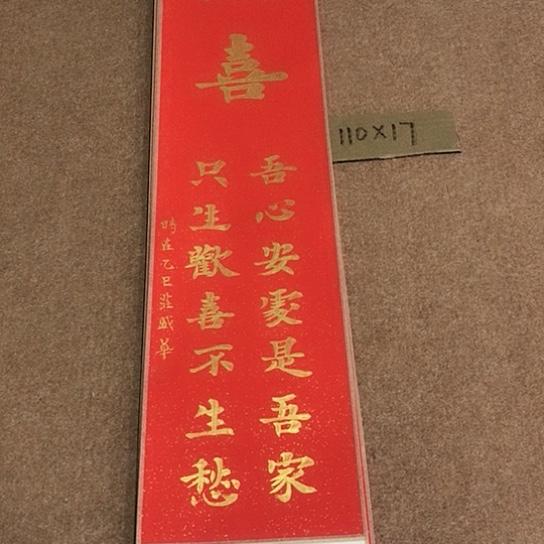 喜
吾心安處是吾家
只生歡喜不生愁
時在乙巳
110X17